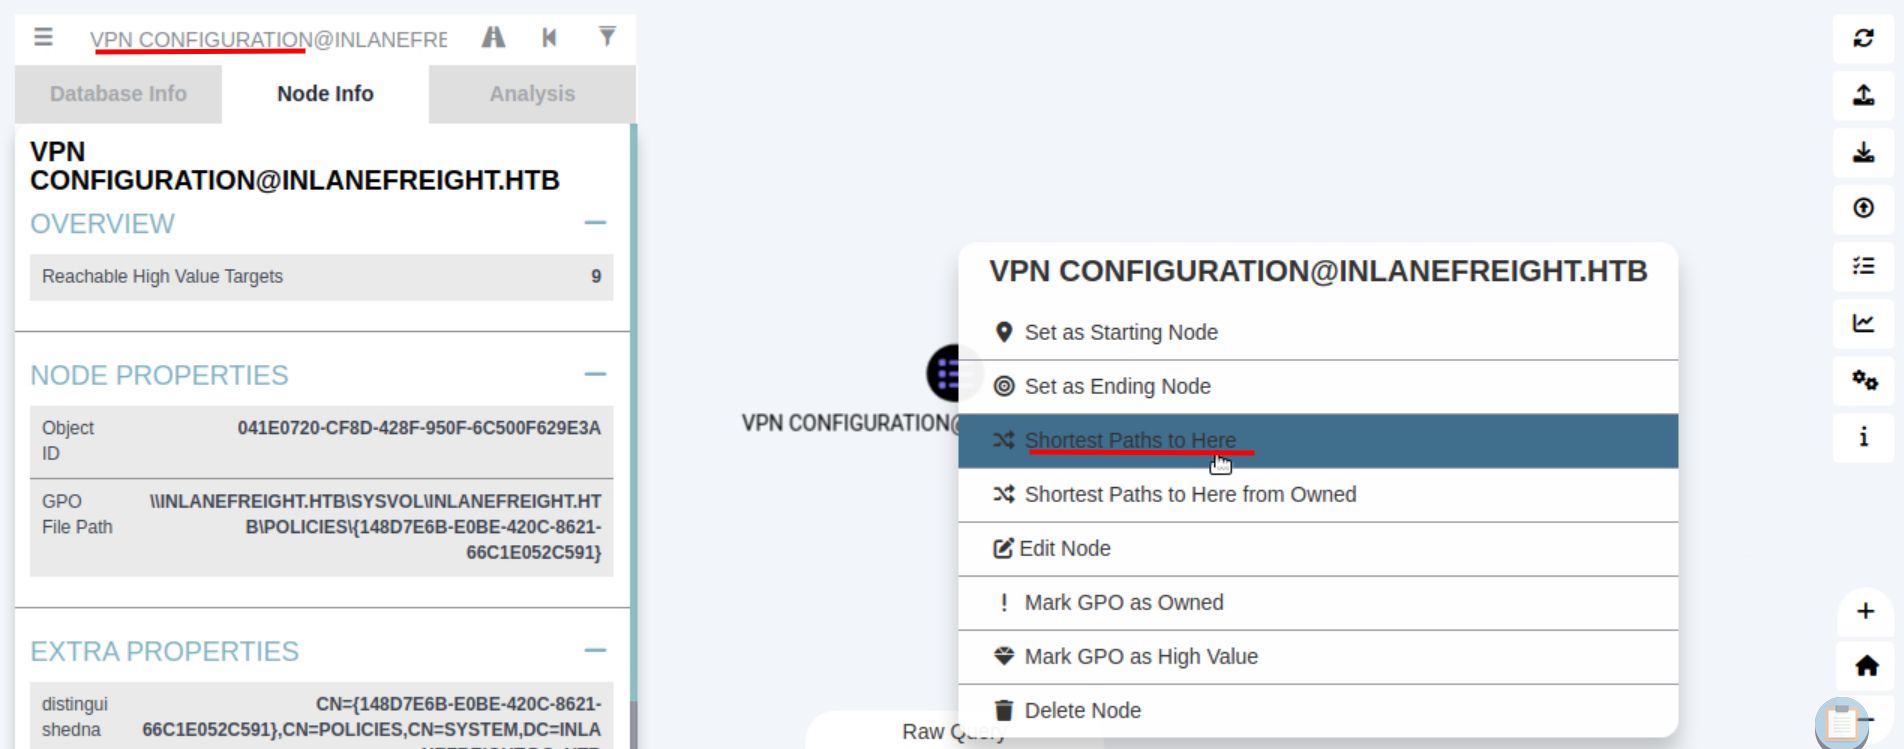 VPN CONFIGURATION@INLANEFRE
Database Info
Node Info
Analysis
VPN
CONFIGURATION@INLANEFREIGHT.HTB
OVERVIEW
Reachable High Value Targets 9
NODE PROPERTIES
Object 041E0720-CF8D-428F-950F-6C500F629E3A
ID
GPO \\INLANEFREIGHT.HTB\SYSVOL\INLANEFREIGHT.HT
File Path B\POLICIES\{148D7E6B-E0BE-420C-8621-
66C1E052C591}
EXTRA PROPERTIES
distingui CN={148D7E6B-E0BE-420C-8621-
shedna 66C1E052C591},CN=POLICIES,CN=SYSTEM,DC=INLA
VPN CONFIGURATION@
VPN CONFIGURATION@INLANEFREIGHT.HTB
Set as Starting Node
Set as Ending Node
Shortest Paths to Here
Shortest Paths to Here from Owned
Edit Node
Mark GPO as Owned
Mark GPO as High Value
Delete Node
Raw Query